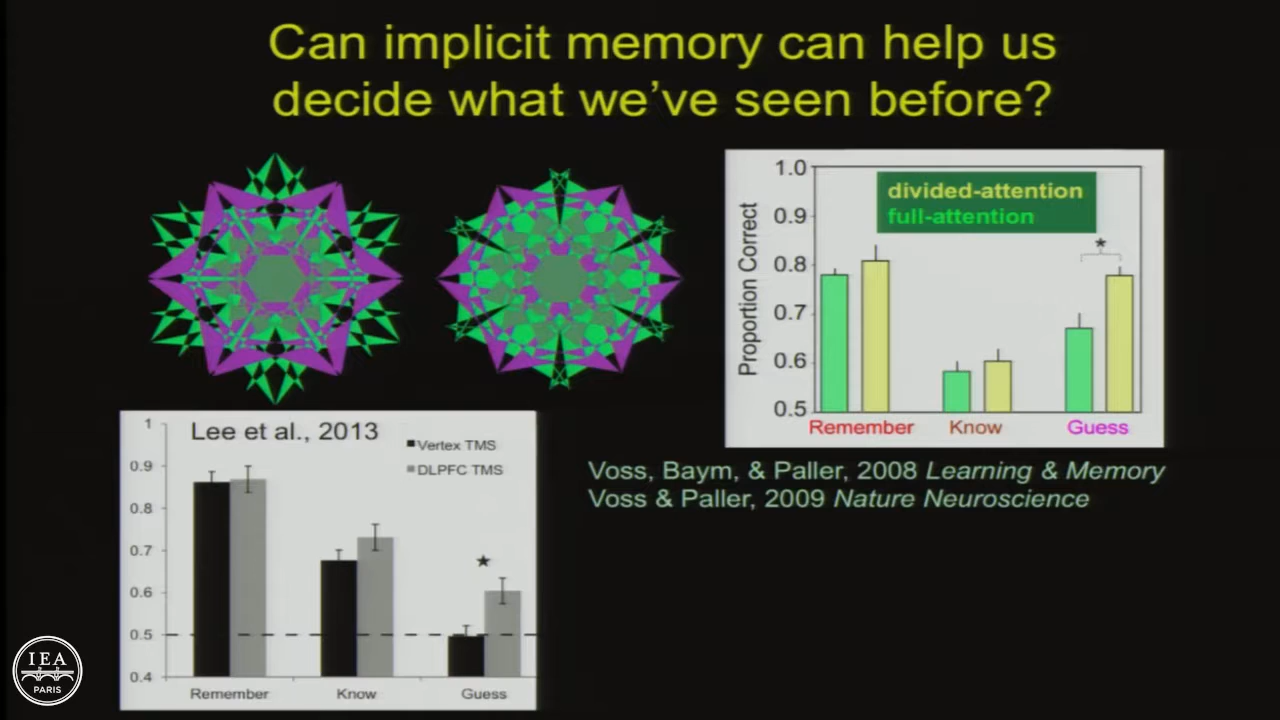 Can implicit memory can help us
decide what we've seen before?
1.0
0.9
0.8
0.7
0.6
0.5
Proportion Correct
divided-attention
full-attention
*
Remember Know Guess
Lee et al., 2013
1
0.9
0.8
0.7
0.6
0.5
0.4
Vertex TMS
DLPFC TMS
★
Remember Know Guess
Voss, Baym, & Paller, 2008 Learning & Memory
Voss & Paller, 2009 Nature Neuroscience
IEA
PARIS